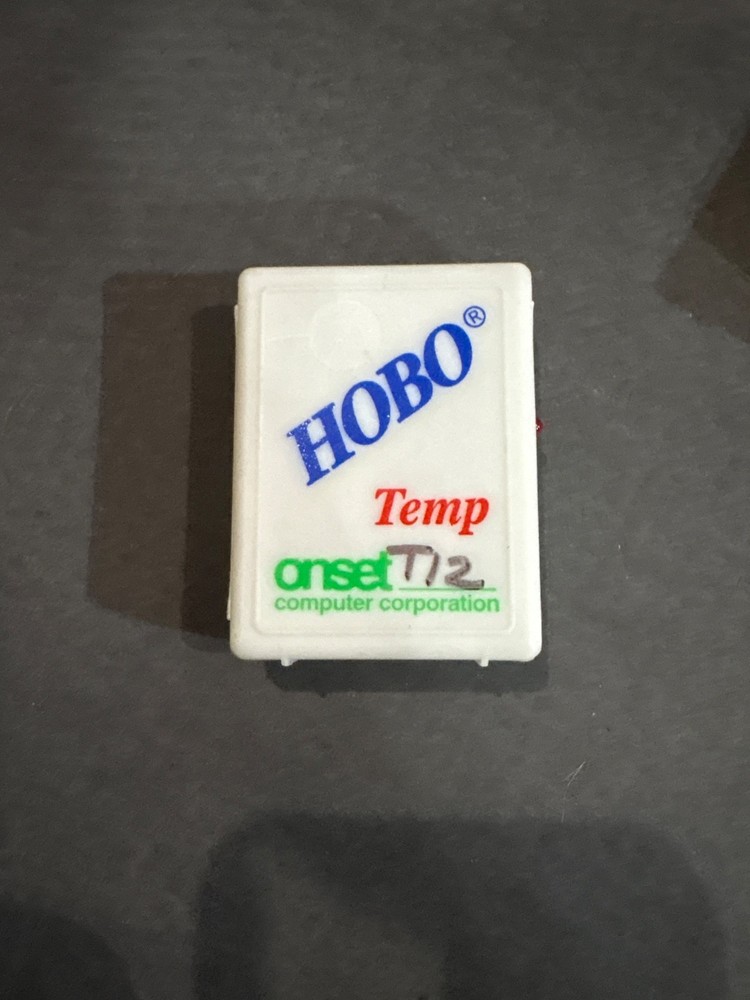 HOBO®
Temp
onset T12
computer corporation